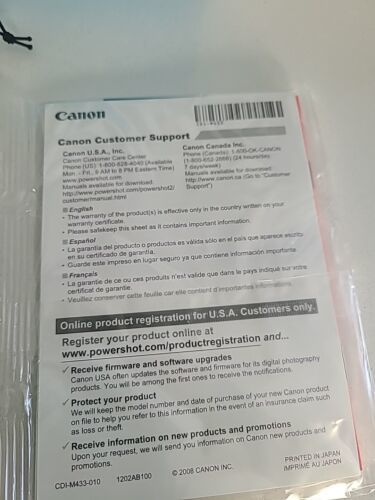 Canon
Canon Customer Support
Canon U.S.A., Inc.
Canon Customer Care Center
Phone (US): 1-800-828-4040 (Available
Mon. - Fri., 9 AM to 8 PM Eastern Time)
www.powershot.com
Manuals available for download:
http://www.powershot.com/powershot2/
customer/manual.html
Canon Canada Inc.
Phone (Canada): 1-800-OK-CANON
(1-800-652-2666) (24 hours/day,
7 days/week)
Manuals available for download:
http://www.canon.ca (Go to "Customer
Support")
English
• The warranty of the product(s) is effective only in the country written on your
warranty certificate.
• Please safekeep this sheet as it contains important information.
Español
• La garantía del producto o productos es válida sólo en el país que aparece escrito
en su certificado de garantía.
• Guarde este impreso en lugar seguro ya que contiene información importante.
Français
• La garantie de ce ou ces produits n'est valide que dans le pays indiqué sur votre
certificat de garantie.
• Veuillez conserver cette feuille car elle contient d'importantes informations.
Online product registration for U.S.A. Customers only.
Register your product online at
www.powershot.com/productregistration and...
✓ Receive firmware and software upgrades
Canon USA often updates the software and firmware for its digital photography
products. You will be among the first ones to receive the notifications.
✓ Protect your product
We will keep the model number and date of purchase of your new Canon product
on file to help you refer to this information in the event of an insurance claim such
as loss or theft.
✓ Receive information on new products and promotions
Upon your request, we will send you information on Canon new products and
promotions.
CDI-M433-010 1202AB100 © 2008 CANON INC.
PRINTED IN JAPAN
IMPRIMÉ AU JAPON